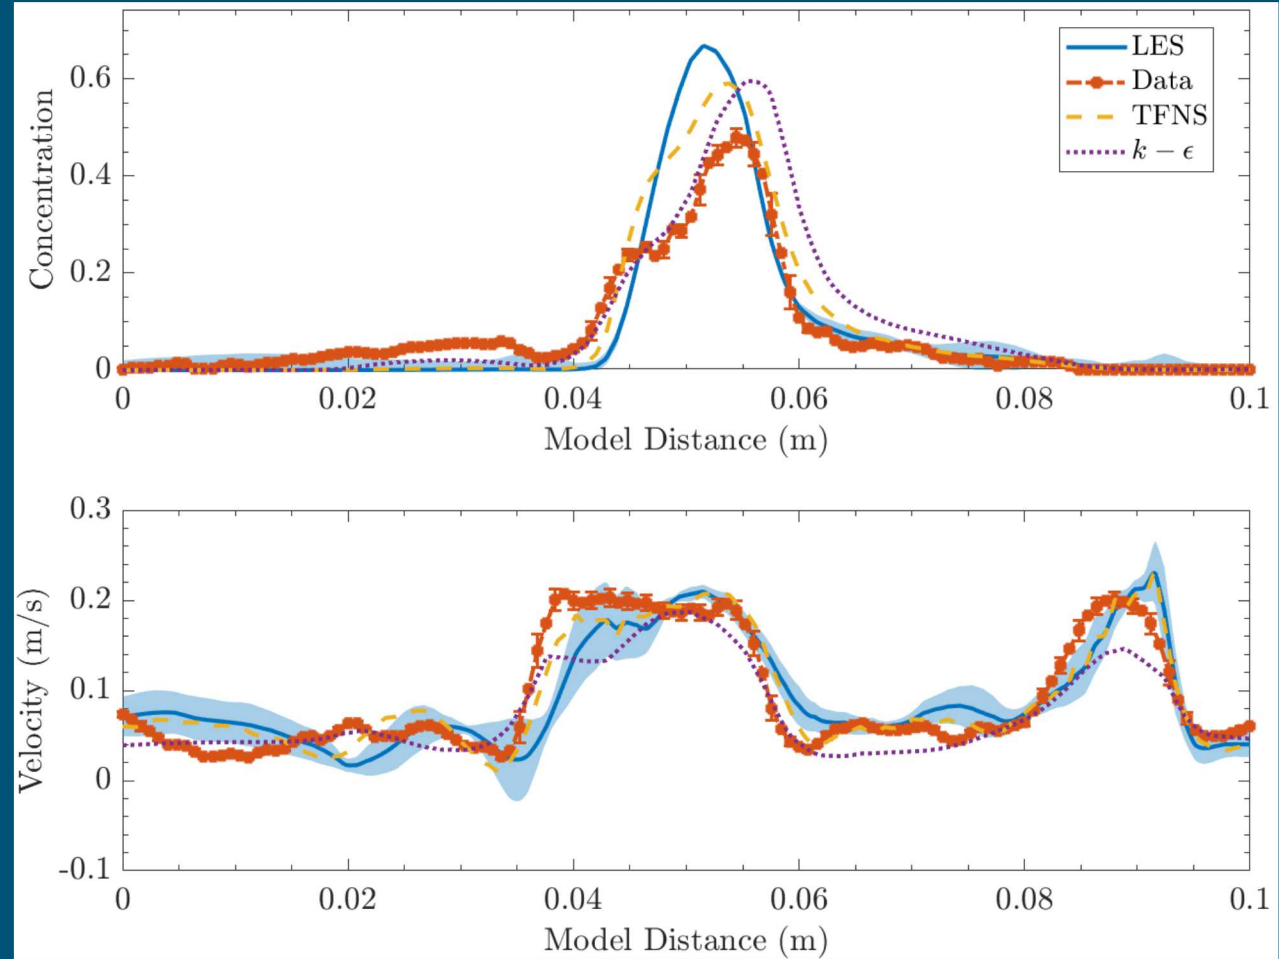 Concentration
0.6
0.4
0.2
0
0 0.02 0.04 0.06 0.08 0.1
Model Distance (m)
LES
Data
TFNS
k − ϵ
Velocity (m/s)
0.3
0.2
0.1
0
-0.1
0 0.02 0.04 0.06 0.08 0.1
Model Distance (m)